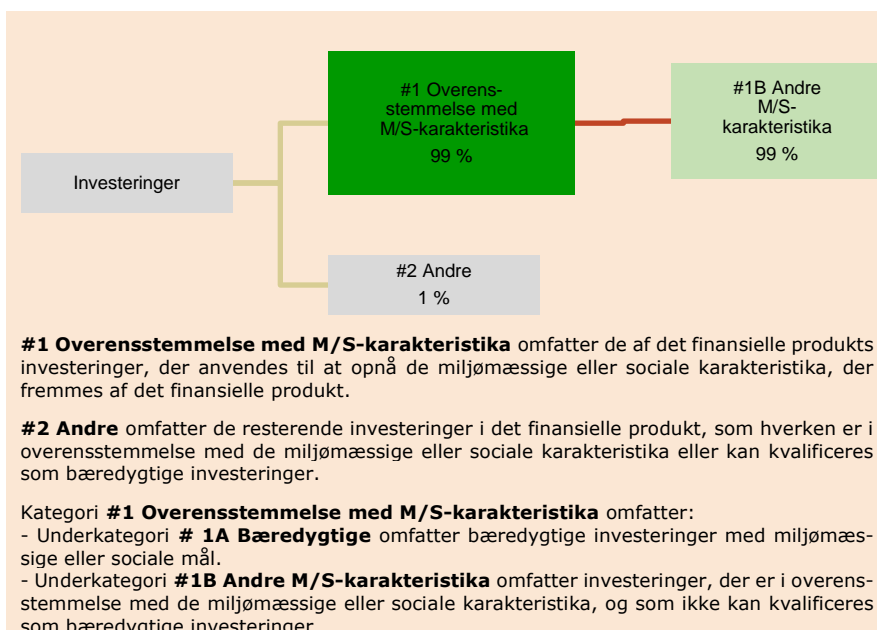 #1 Overens-
stemmelse med
M/S-karakteristika
99 %
#1B Andre
M/S-
karakteristika
99 %
Investeringer
#2 Andre
1 %
#1 Overensstemmelse med M/S-karakteristika omfatter de af det finansielle produkts
investeringer, der anvendes til at opnå de miljømæssige eller sociale karakteristika, der
fremmes af det finansielle produkt.
#2 Andre omfatter de resterende investeringer i det finansielle produkt, som hverken er i
overensstemmelse med de miljømæssige eller sociale karakteristika eller kan kvalificeres
som bæredygtige investeringer.
Kategori #1 Overensstemmelse med M/S-karakteristika omfatter:
- Underkategori # 1A Bæredygtige omfatter bæredygtige investeringer med miljømæs-
sige eller sociale mål.
- Underkategori #1B Andre M/S-karakteristika omfatter investeringer, der er i overens-
stemmelse med de miljømæssige eller sociale karakteristika, og som ikke kan kvalificeres
som bæredygtige investeringer.